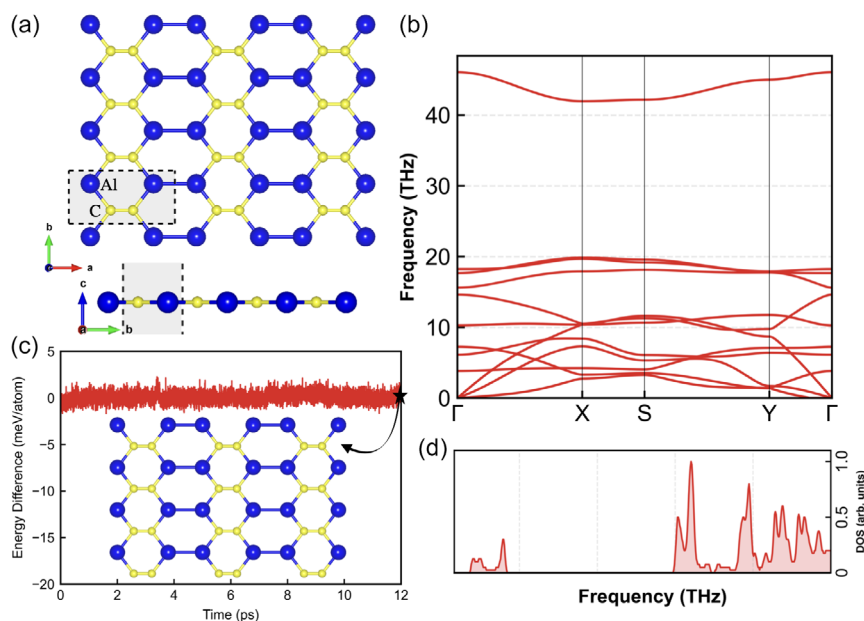 (a)
Al
C
b
a
c
a
b
(b)
Frequency (THz)
40
30
20
10
0
Γ
X
S
Y
Γ
(c)
Energy Difference (meV/atom)
5
0
−5
−10
−15
−20
0
2
4
6
8
10
12
Time (ps)
(d)
1.0
0.5
0
DOS (arb. units)
Frequency (THz)